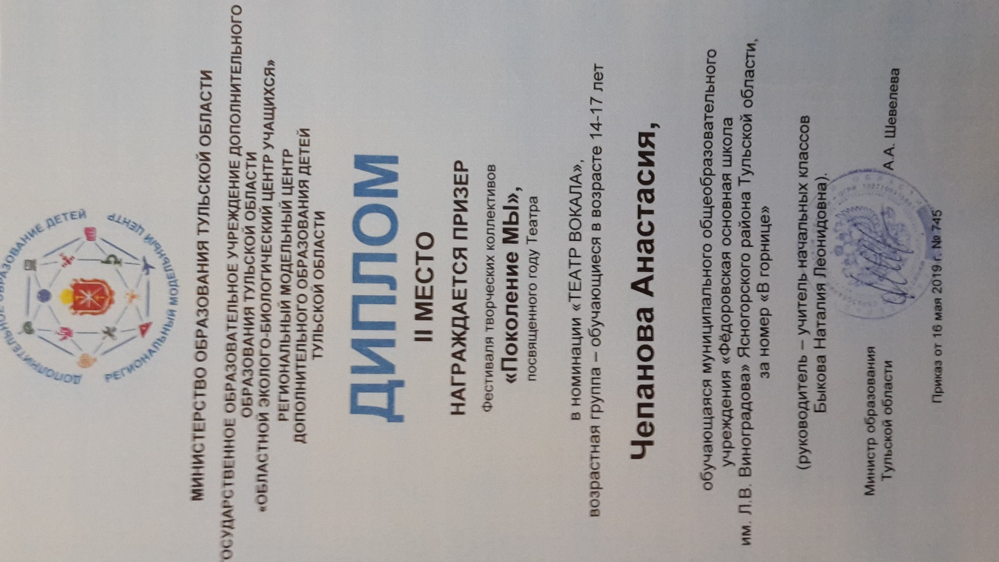 ДОПОЛНИТЕЛЬНОЕ ОБРАЗОВАНИЕ ДЕТЕЙ
РЕГИОНАЛЬНЫЙ МОДЕЛЬНЫЙ ЦЕНТР
МИНИСТЕРСТВО ОБРАЗОВАНИЯ ТУЛЬСКОЙ ОБЛАСТИ
ГОСУДАРСТВЕННОЕ ОБРАЗОВАТЕЛЬНОЕ УЧРЕЖДЕНИЕ ДОПОЛНИТЕЛЬНОГО
ОБРАЗОВАНИЯ ТУЛЬСКОЙ ОБЛАСТИ
«ОБЛАСТНОЙ ЭКОЛОГО-БИОЛОГИЧЕСКИЙ ЦЕНТР УЧАЩИХСЯ»
РЕГИОНАЛЬНЫЙ МОДЕЛЬНЫЙ ЦЕНТР
ДОПОЛНИТЕЛЬНОГО ОБРАЗОВАНИЯ ДЕТЕЙ
ТУЛЬСКОЙ ОБЛАСТИ
ДИПЛОМ
II МЕСТО
НАГРАЖДАЕТСЯ ПРИЗЕР
Фестиваля творческих коллективов
«Поколение МЫ»,
посвященного году Театра
в номинации «ТЕАТР ВОКАЛА»,
возрастная группа – обучающиеся в возрасте 14-17 лет
Чепанова Анастасия,
обучающаяся муниципального общеобразовательного
учреждения «Фёдоровская основная школа
им. Л.В. Виноградова» Ясногорского района Тульской области,
за номер «В горнице»
(руководитель – учитель начальных классов
Быкова Наталия Леонидовна).
Министр образования
Тульской области
А.А. Шевелева
Приказ от 16 мая 2019 г. № 745